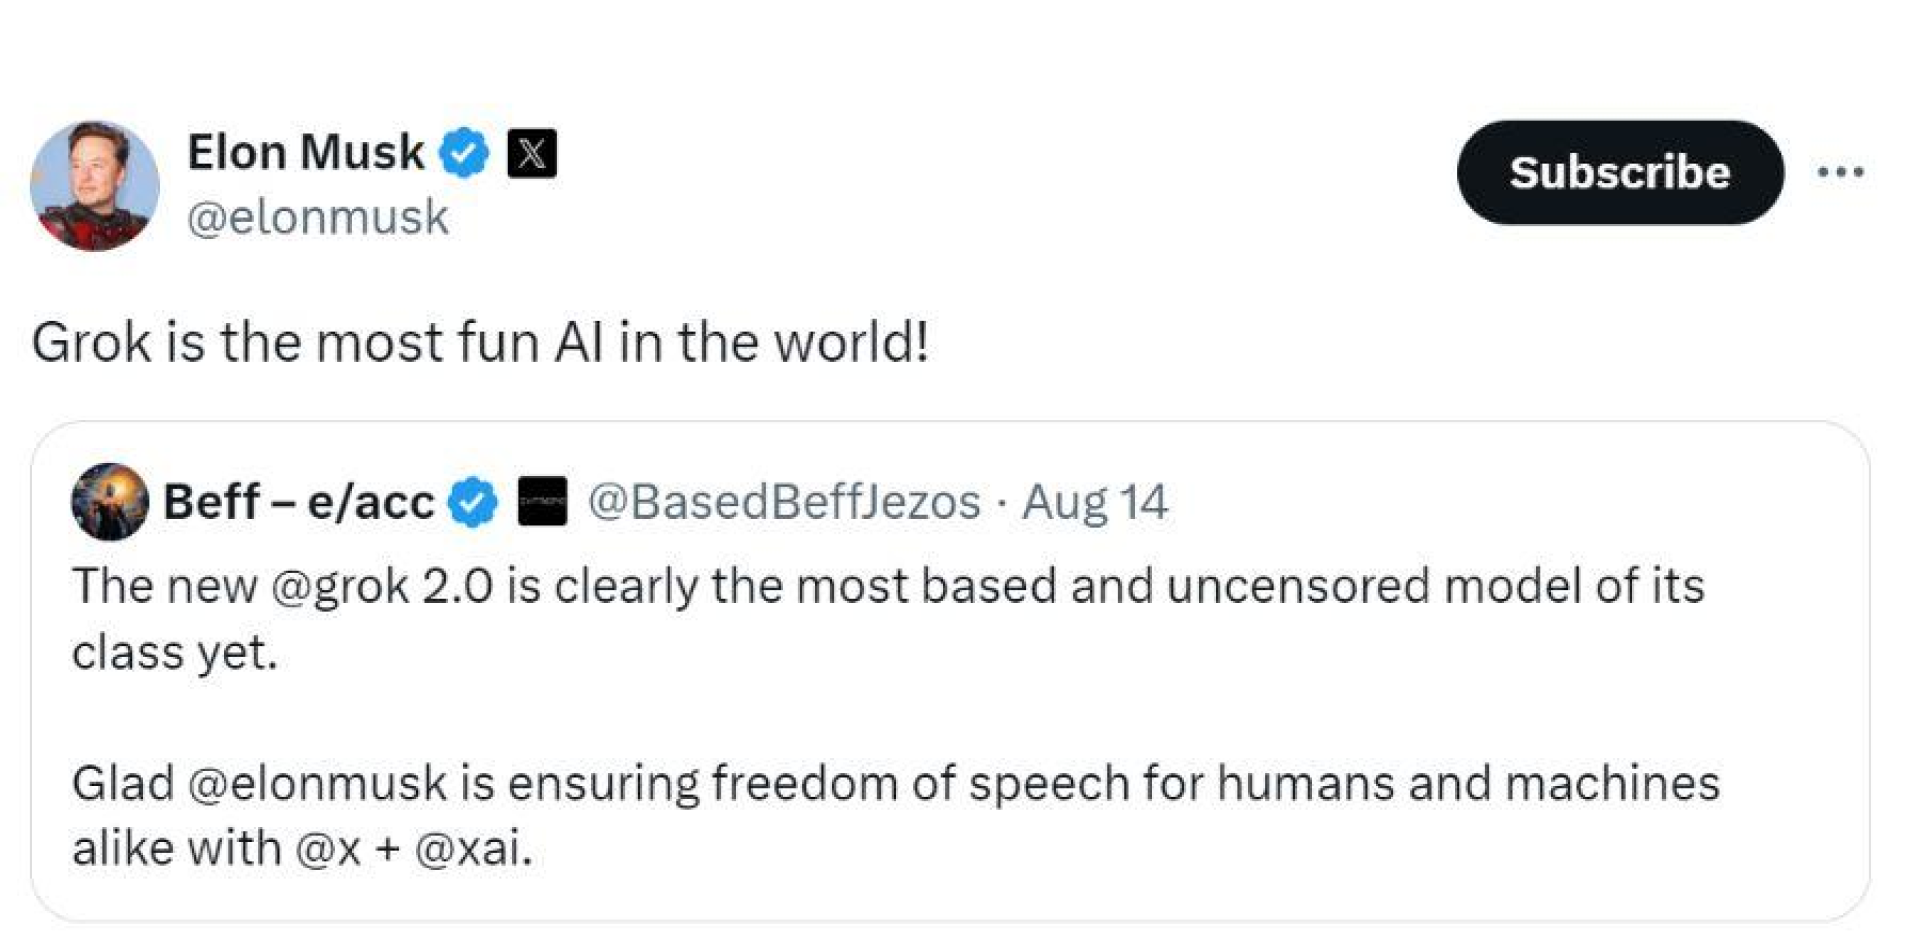 Elon Musk
@elonmusk
Subscribe
Grok is the most fun AI in the world!
Beff – e/acc @BasedBeffJezos · Aug 14
The new @grok 2.0 is clearly the most based and uncensored model of its
class yet.
Glad @elonmusk is ensuring freedom of speech for humans and machines
alike with @x + @xai.